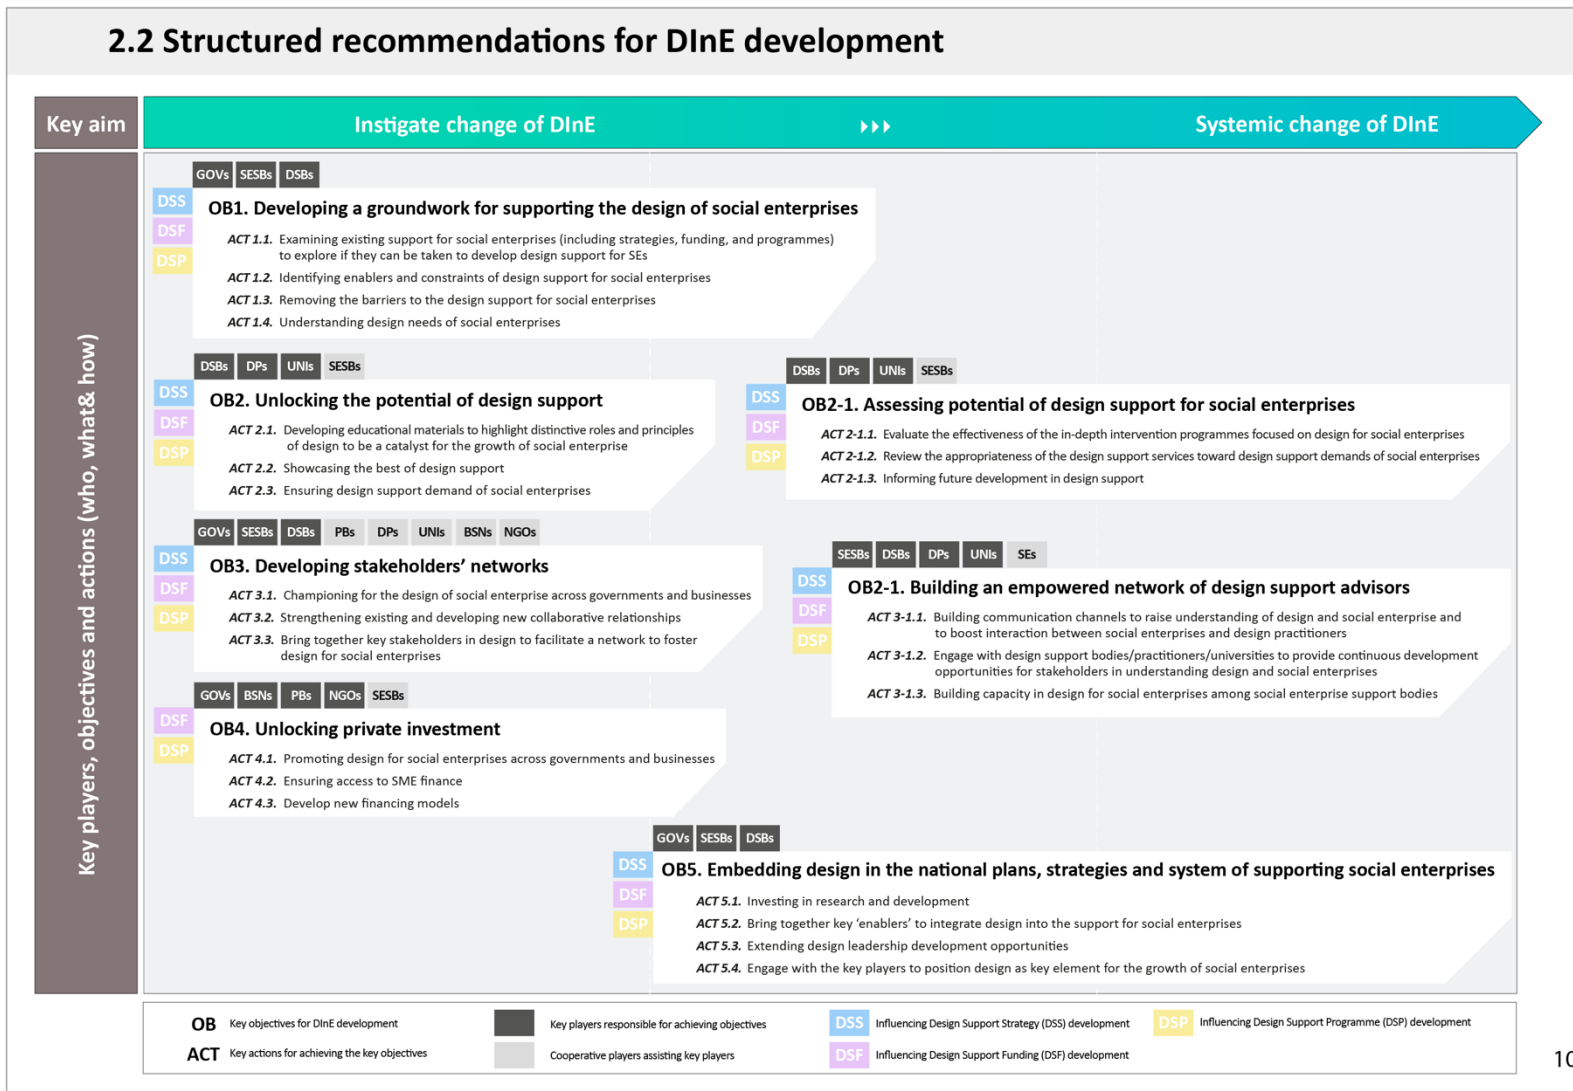 2.2 Structured recommendations for DInE development
Key aim
Instigate change of DInE
Systemic change of DInE
Key players, objectives and actions (who, what& how)
GOVs SESBs DSBs
DSS
DSF
DSP
OB1. Developing a groundwork for supporting the design of social enterprises
ACT 1.1. Examining existing support for social enterprises (including strategies, funding, and programmes)
to explore if they can be taken to develop design support for SEs
ACT 1.2. Identifying enablers and constraints of design support for social enterprises
ACT 1.3. Removing the barriers to the design support for social enterprises
ACT 1.4. Understanding design needs of social enterprises
DSBs DPs UNIs SESBs
DSS
DSF
DSP
OB2. Unlocking the potential of design support
ACT 2.1. Developing educational materials to highlight distinctive roles and principles
of design to be a catalyst for the growth of social enterprise
ACT 2.2. Showcasing the best of design support
ACT 2.3. Ensuring design support demand of social enterprises
DSBs DPs UNIs SESBs
DSS
DSF
DSP
OB2-1. Assessing potential of design support for social enterprises
ACT 2-1.1. Evaluate the effectiveness of the in-depth intervention programmes focused on design for social enterprises
ACT 2-1.2. Review the appropriateness of the design support services toward design support demands of social enterprises
ACT 2-1.3. Informing future development in design support
GOVs SESBs DSBs PBs DPs UNIs BSNs NGOs
DSS
DSF
DSP
OB3. Developing stakeholders' networks
ACT 3.1. Championing for the design of social enterprise across governments and businesses
ACT 3.2. Strengthening existing and developing new collaborative relationships
ACT 3.3. Bring together key stakeholders in design to facilitate a network to foster
design for social enterprises
SESBs DSBs DPs UNIs SEs
DSS
DSF
DSP
OB2-1. Building an empowered network of design support advisors
ACT 3-1.1. Building communication channels to raise understanding of design and social enterprise and
to boost interaction between social enterprises and design practitioners
ACT 3-1.2. Engage with design support bodies/practitioners/universities to provide continuous development
opportunities for stakeholders in understanding design and social enterprises
ACT 3-1.3. Building capacity in design for social enterprises among social enterprise support bodies
GOVs BSNs PBs NGOs SESBs
DSF
DSP
OB4. Unlocking private investment
ACT 4.1. Promoting design for social enterprises across governments and businesses
ACT 4.2. Ensuring access to SME finance
ACT 4.3. Develop new financing models
GOVs SESBs DSBs
DSS
DSF
DSP
OB5. Embedding design in the national plans, strategies and system of supporting social enterprises
ACT 5.1. Investing in research and development
ACT 5.2. Bring together key 'enablers' to integrate design into the support for social enterprises
ACT 5.3. Extending design leadership development opportunities
ACT 5.4. Engage with the key players to position design as key element for the growth of social enterprises
OB Key objectives for DInE development
ACT Key actions for achieving the key objectives
Key players responsible for achieving objectives
Cooperative players assisting key players
DSS Influencing Design Support Strategy (DSS) development
DSF Influencing Design Support Funding (DSF) development
DSP Influencing Design Support Programme (DSP) development
10